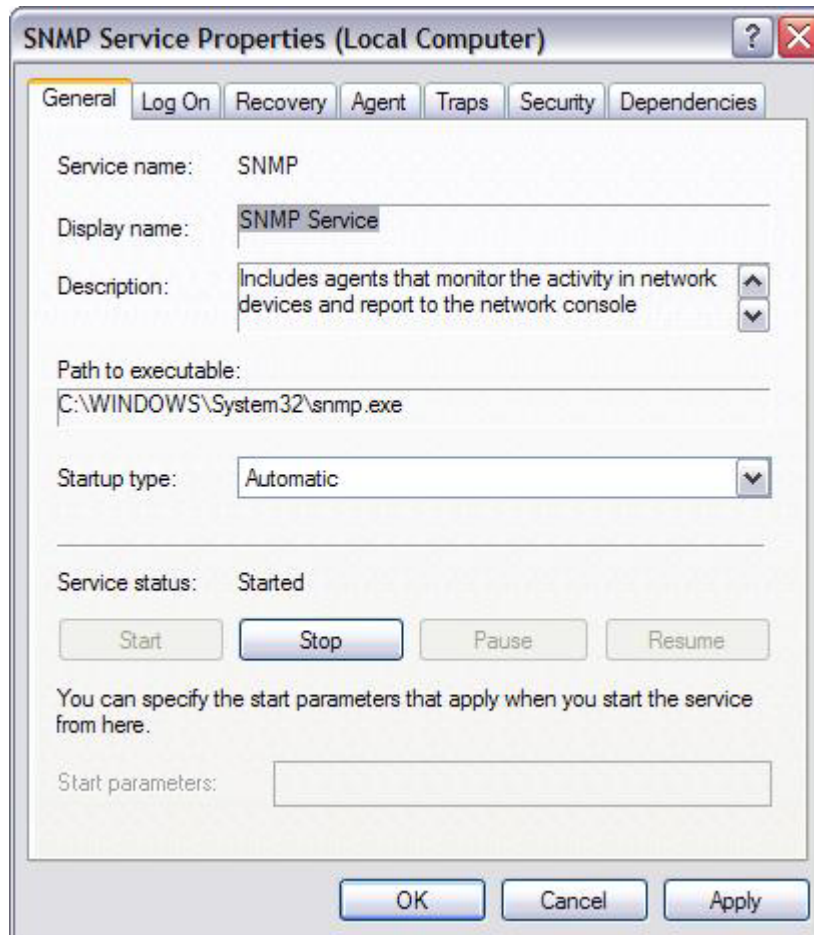 SNMP Service Properties (Local Computer)
General Log On Recovery Agent Traps Security Dependencies
Service name: SNMP
Display name: SNMP Service
Description: Includes agents that monitor the activity in network
devices and report to the network console
Path to executable:
C:\WINDOWS\System32\snmp.exe
Startup type: Automatic
Service status: Started
Start Stop Pause Resume
You can specify the start parameters that apply when you start the service
from here.
Start parameters:
OK Cancel Apply